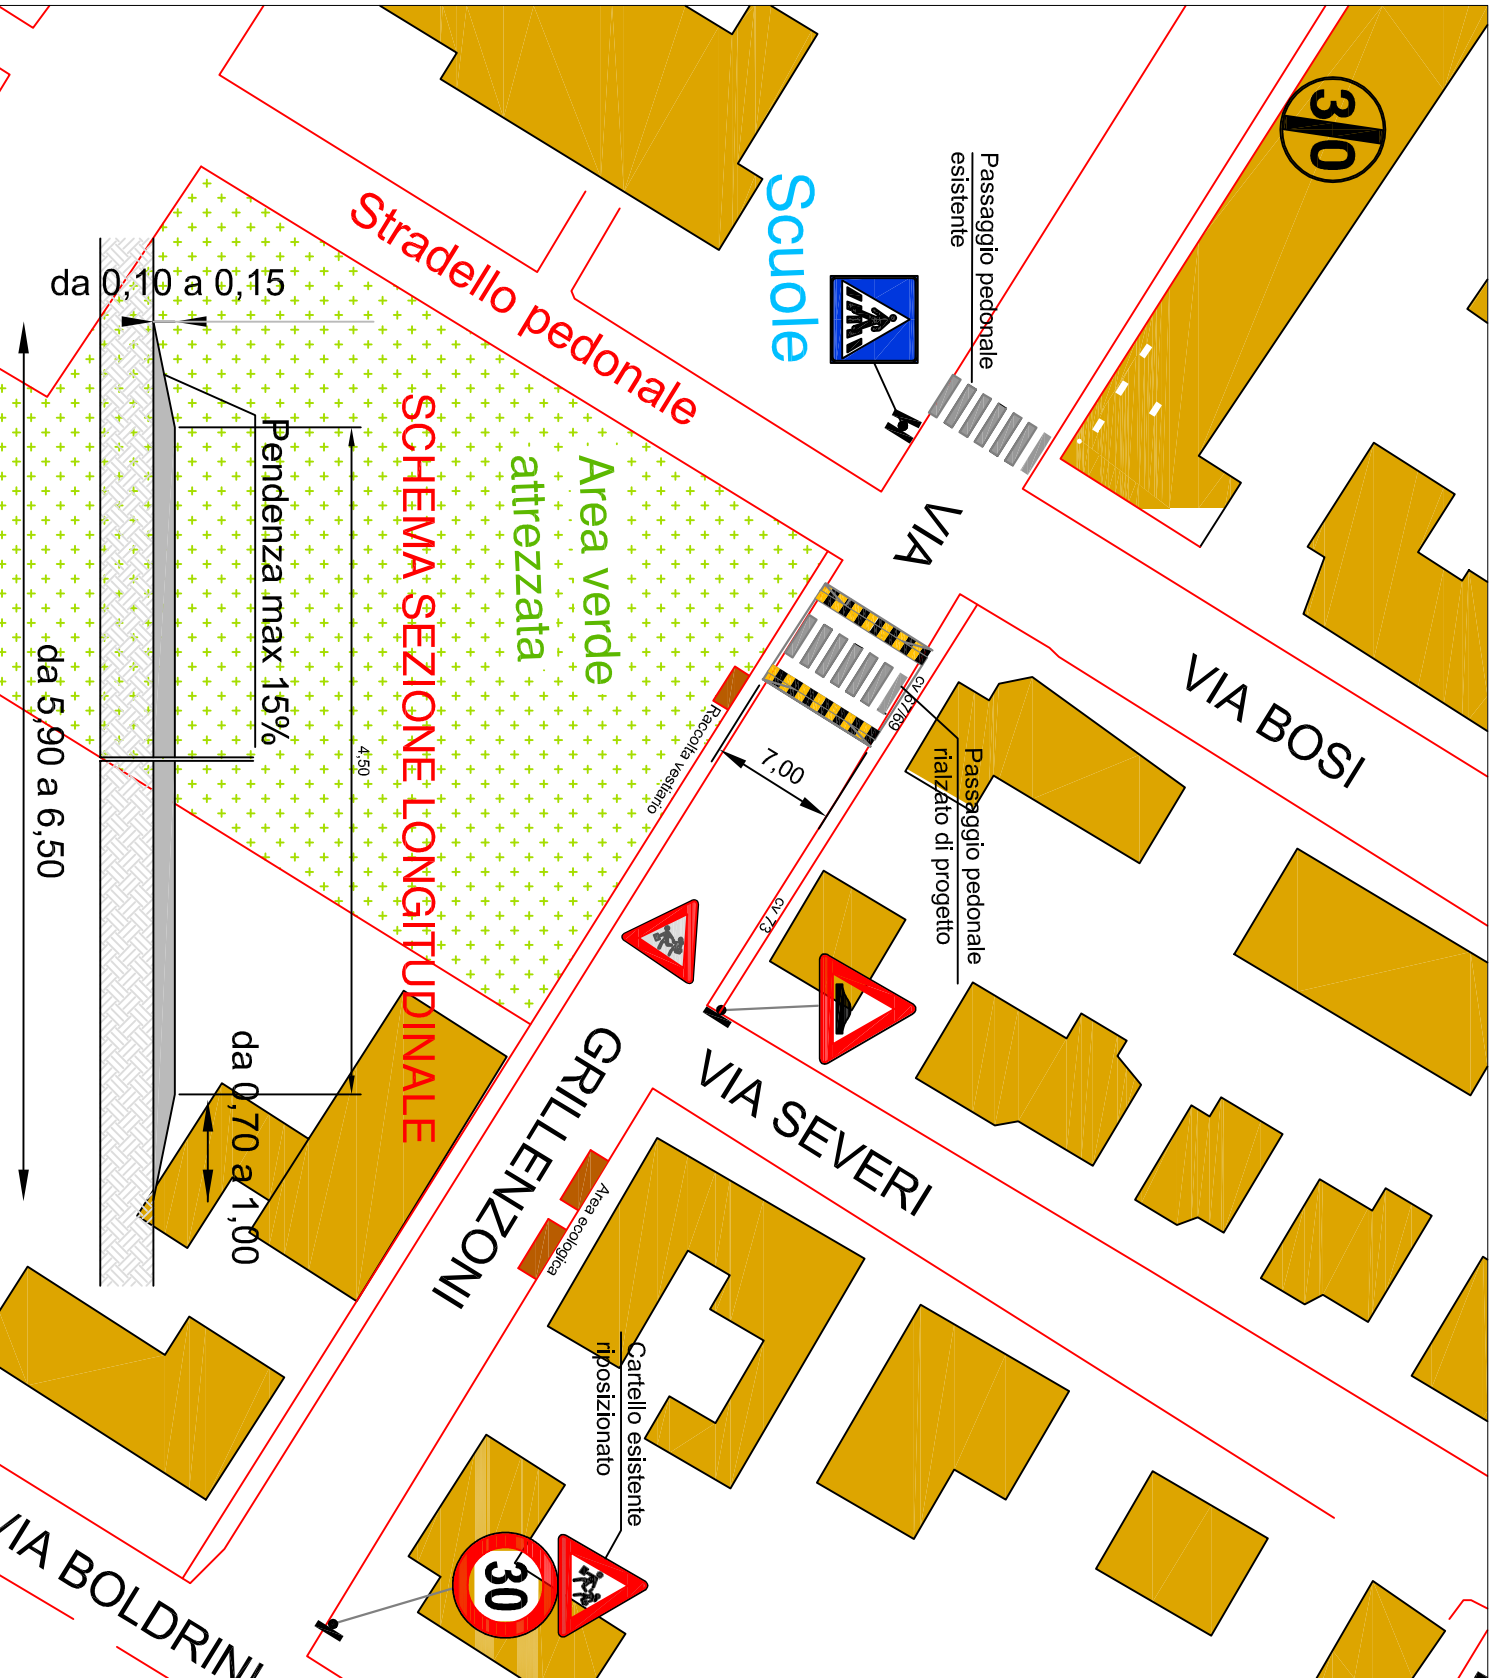 30
Passaggio pedonale
esistente
Scuole
Stradello pedonale
VIA
VIA BOSI
da 0,10 a 0,15
Pendenza max 15%
SCHEMA SEZIONE LONGITUDINALE
Area verde
attrezzata
4,50
da 5,90 a 6,50
da 0,70 a 1,00
Raccolta vestiario
7,00
cv 67/69
Passaggio pedonale
rialzato di progetto
cv 73
VIA SEVERI
GRILLENZONI
Area ecologica
Cartello esistente
riposizionato
30
VIA BOLDRINI